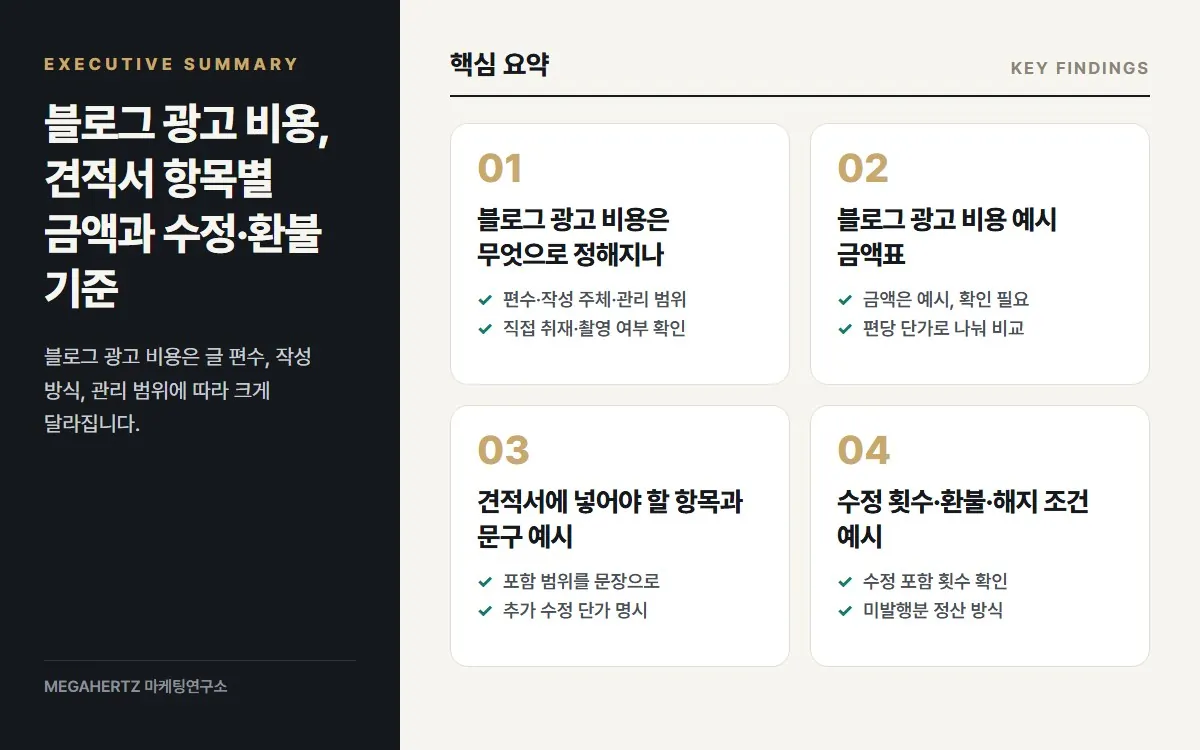 EXECUTIVE SUMMARY
블로그 광고 비용,
견적서 항목별
금액과 수정·환불
기준
블로그 광고 비용은 글 편수, 작성
방식, 관리 범위에 따라 크게
달라집니다.
MEGAHERTZ 마케팅연구소
핵심 요약
KEY FINDINGS
01
블로그 광고 비용은
무엇으로 정해지나
편수·작성 주체·관리 범위
직접 취재·촬영 여부 확인
02
블로그 광고 비용 예시
금액표
금액은 예시, 확인 필요
편당 단가로 나눠 비교
03
견적서에 넣어야 할 항목과
문구 예시
포함 범위를 문장으로
추가 수정 단가 명시
04
수정 횟수·환불·해지 조건
예시
수정 포함 횟수 확인
미발행분 정산 방식